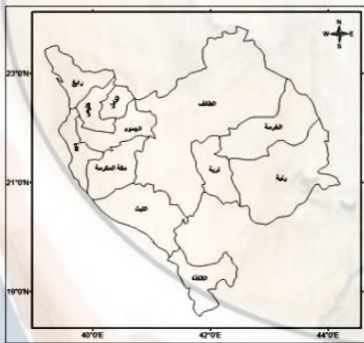 N
W E
S
23°0'N
رابغ
الطائف
الجموم
الخرمة
مكة المكرمة
تربة
رنية
21°0'N
الليث
القنفذة
19°0'N
40°0'E 42°0'E 44°0'E